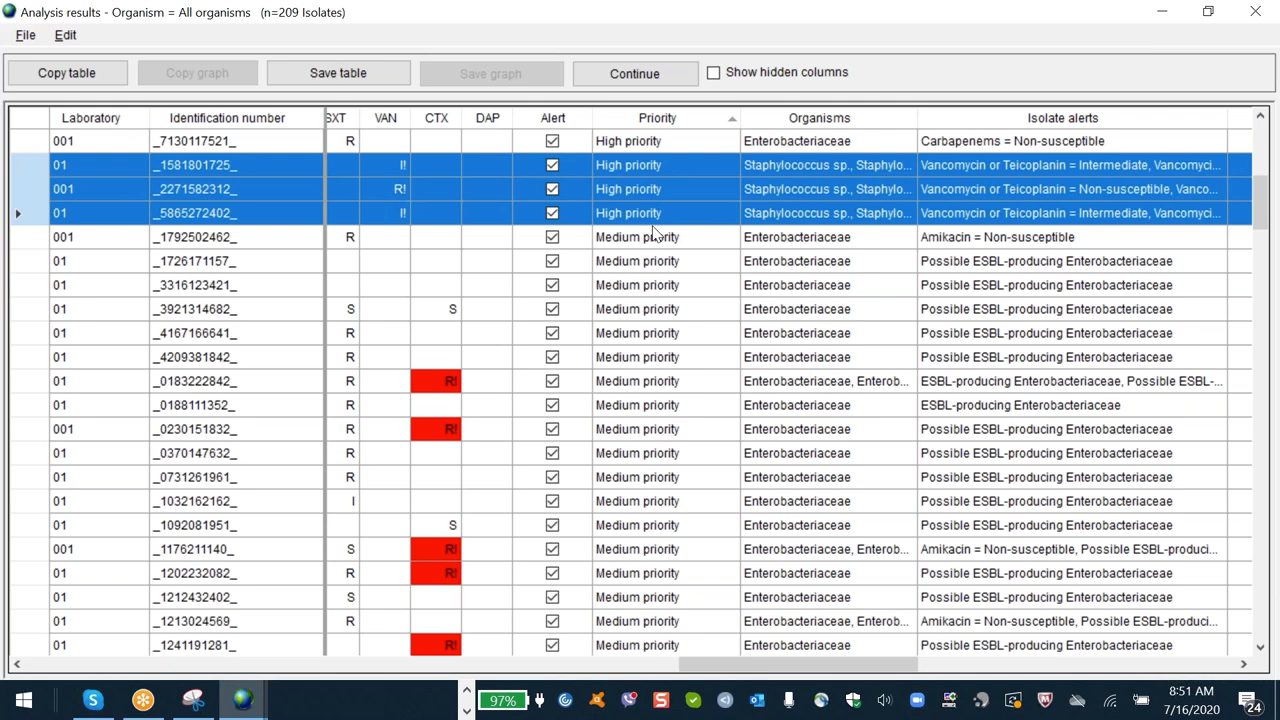 Analysis results - Organism = All organisms (n=209 Isolates)
File Edit
Copy table Copy graph Save table Save graph Continue Show hidden columns
Laboratory Identification number SXT VAN CTX DAP Alert Priority Organisms Isolate alerts
001 _7130117521_ R High priority Enterobacteriaceae Carbapenems = Non-susceptible
01 _1581801725_ I! High priority Staphylococcus sp., Staphylo... Vancomycin or Teicoplanin = Intermediate, Vancomyci...
001 _2271582312_ R! High priority Staphylococcus sp., Staphylo... Vancomycin or Teicoplanin = Non-susceptible, Vanco...
01 _5865272402_ I! High priority Staphylococcus sp., Staphylo... Vancomycin or Teicoplanin = Intermediate, Vancomyci...
001 _1792502462_ R Medium priority Enterobacteriaceae Amikacin = Non-susceptible
01 _1726171157_ Medium priority Enterobacteriaceae Possible ESBL-producing Enterobacteriaceae
01 _3316123421_ Medium priority Enterobacteriaceae Possible ESBL-producing Enterobacteriaceae
01 _3921314682_ S S Medium priority Enterobacteriaceae Possible ESBL-producing Enterobacteriaceae
01 _4167166641_ R Medium priority Enterobacteriaceae Possible ESBL-producing Enterobacteriaceae
01 _4209381842_ R Medium priority Enterobacteriaceae Possible ESBL-producing Enterobacteriaceae
01 _0183222842_ R R! Medium priority Enterobacteriaceae, Enterob... ESBL-producing Enterobacteriaceae, Possible ESBL-...
01 _0188111352_ R Medium priority Enterobacteriaceae ESBL-producing Enterobacteriaceae
001 _0230151832_ R R! Medium priority Enterobacteriaceae Possible ESBL-producing Enterobacteriaceae
01 _0370147632_ R Medium priority Enterobacteriaceae Possible ESBL-producing Enterobacteriaceae
01 _0731261961_ R Medium priority Enterobacteriaceae Possible ESBL-producing Enterobacteriaceae
01 _1032162162_ I Medium priority Enterobacteriaceae Possible ESBL-producing Enterobacteriaceae
01 _1092081951_ S Medium priority Enterobacteriaceae Possible ESBL-producing Enterobacteriaceae
001 _1176211140_ S R! Medium priority Enterobacteriaceae, Enterob... Amikacin = Non-susceptible, Possible ESBL-produci...
01 _1202232082_ R R! Medium priority Enterobacteriaceae Possible ESBL-producing Enterobacteriaceae
01 _1212432402_ S Medium priority Enterobacteriaceae Possible ESBL-producing Enterobacteriaceae
01 _1213024569_ R Medium priority Enterobacteriaceae, Enterob... Amikacin = Non-susceptible, Possible ESBL-produci...
01 _1241191281_ R! Medium priority Enterobacteriaceae Possible ESBL-producing Enterobacteriaceae
97% 8:51 AM
7/16/2020 24